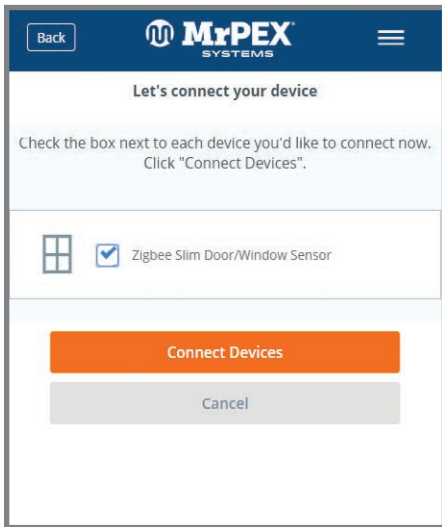 Back
MrPEX
SYSTEMS
Let's connect your device
Check the box next to each device you'd like to connect now.
Click "Connect Devices".
Zigbee Slim Door/Window Sensor
Connect Devices
Cancel